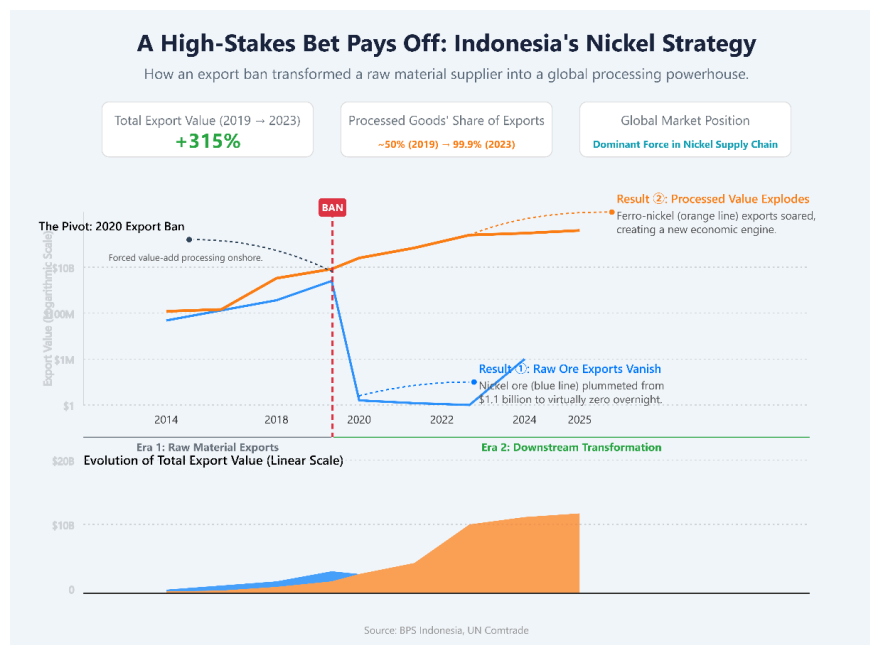 A High-Stakes Bet Pays Off: Indonesia's Nickel Strategy
How an export ban transformed a raw material supplier into a global processing powerhouse.
Total Export Value (2019 → 2023)
+315%
Processed Goods' Share of Exports
~50% (2019) → 99.9% (2023)
Global Market Position
Dominant Force in Nickel Supply Chain
BAN
Result ②: Processed Value Explodes
Ferro-nickel (orange line) exports soared,
creating a new economic engine.
The Pivot: 2020 Export Ban
Forced value-add processing onshore.
Export Value (Logarithmic Scale)
$10B
$100M
$1M
$1
Result ①: Raw Ore Exports Vanish
Nickel ore (blue line) plummeted from
$1.1 billion to virtually zero overnight.
2014 2018 2020 2022 2024 2025
Era 1: Raw Material Exports
Era 2: Downstream Transformation
Evolution of Total Export Value (Linear Scale)
$20B
$10B
0
Source: BPS Indonesia, UN Comtrade